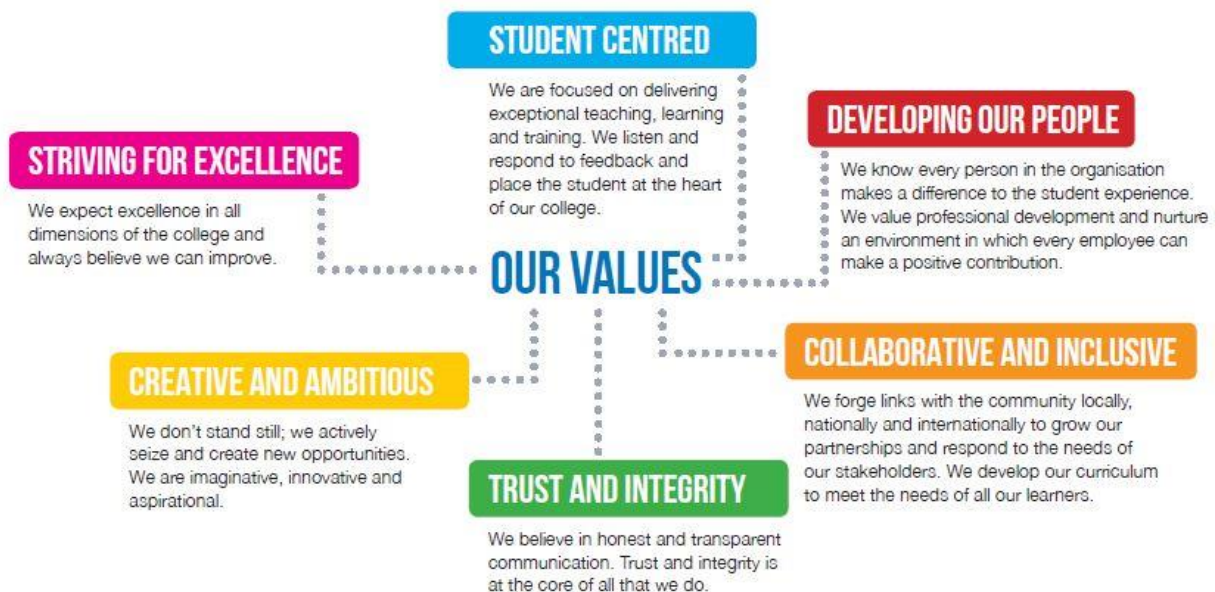 STUDENT CENTRED
We are focused on delivering
exceptional teaching, learning
and training. We listen and
respond to feedback and
place the student at the heart
of our college.
DEVELOPING OUR PEOPLE
We know every person in the organisation
makes a difference to the student experience.
We value professional development and nurture
an environment in which every employee can
make a positive contribution.
STRIVING FOR EXCELLENCE
We expect excellence in all
dimensions of the college and
always believe we can improve.
OUR VALUES
COLLABORATIVE AND INCLUSIVE
We forge links with the community locally,
nationally and internationally to grow our
partnerships and respond to the needs of
our stakeholders. We develop our curriculum
to meet the needs of all our learners.
CREATIVE AND AMBITIOUS
We don't stand still; we actively
seize and create new opportunities.
We are imaginative, innovative and
aspirational.
TRUST AND INTEGRITY
We believe in honest and transparent
communication. Trust and integrity is
at the core of all that we do.